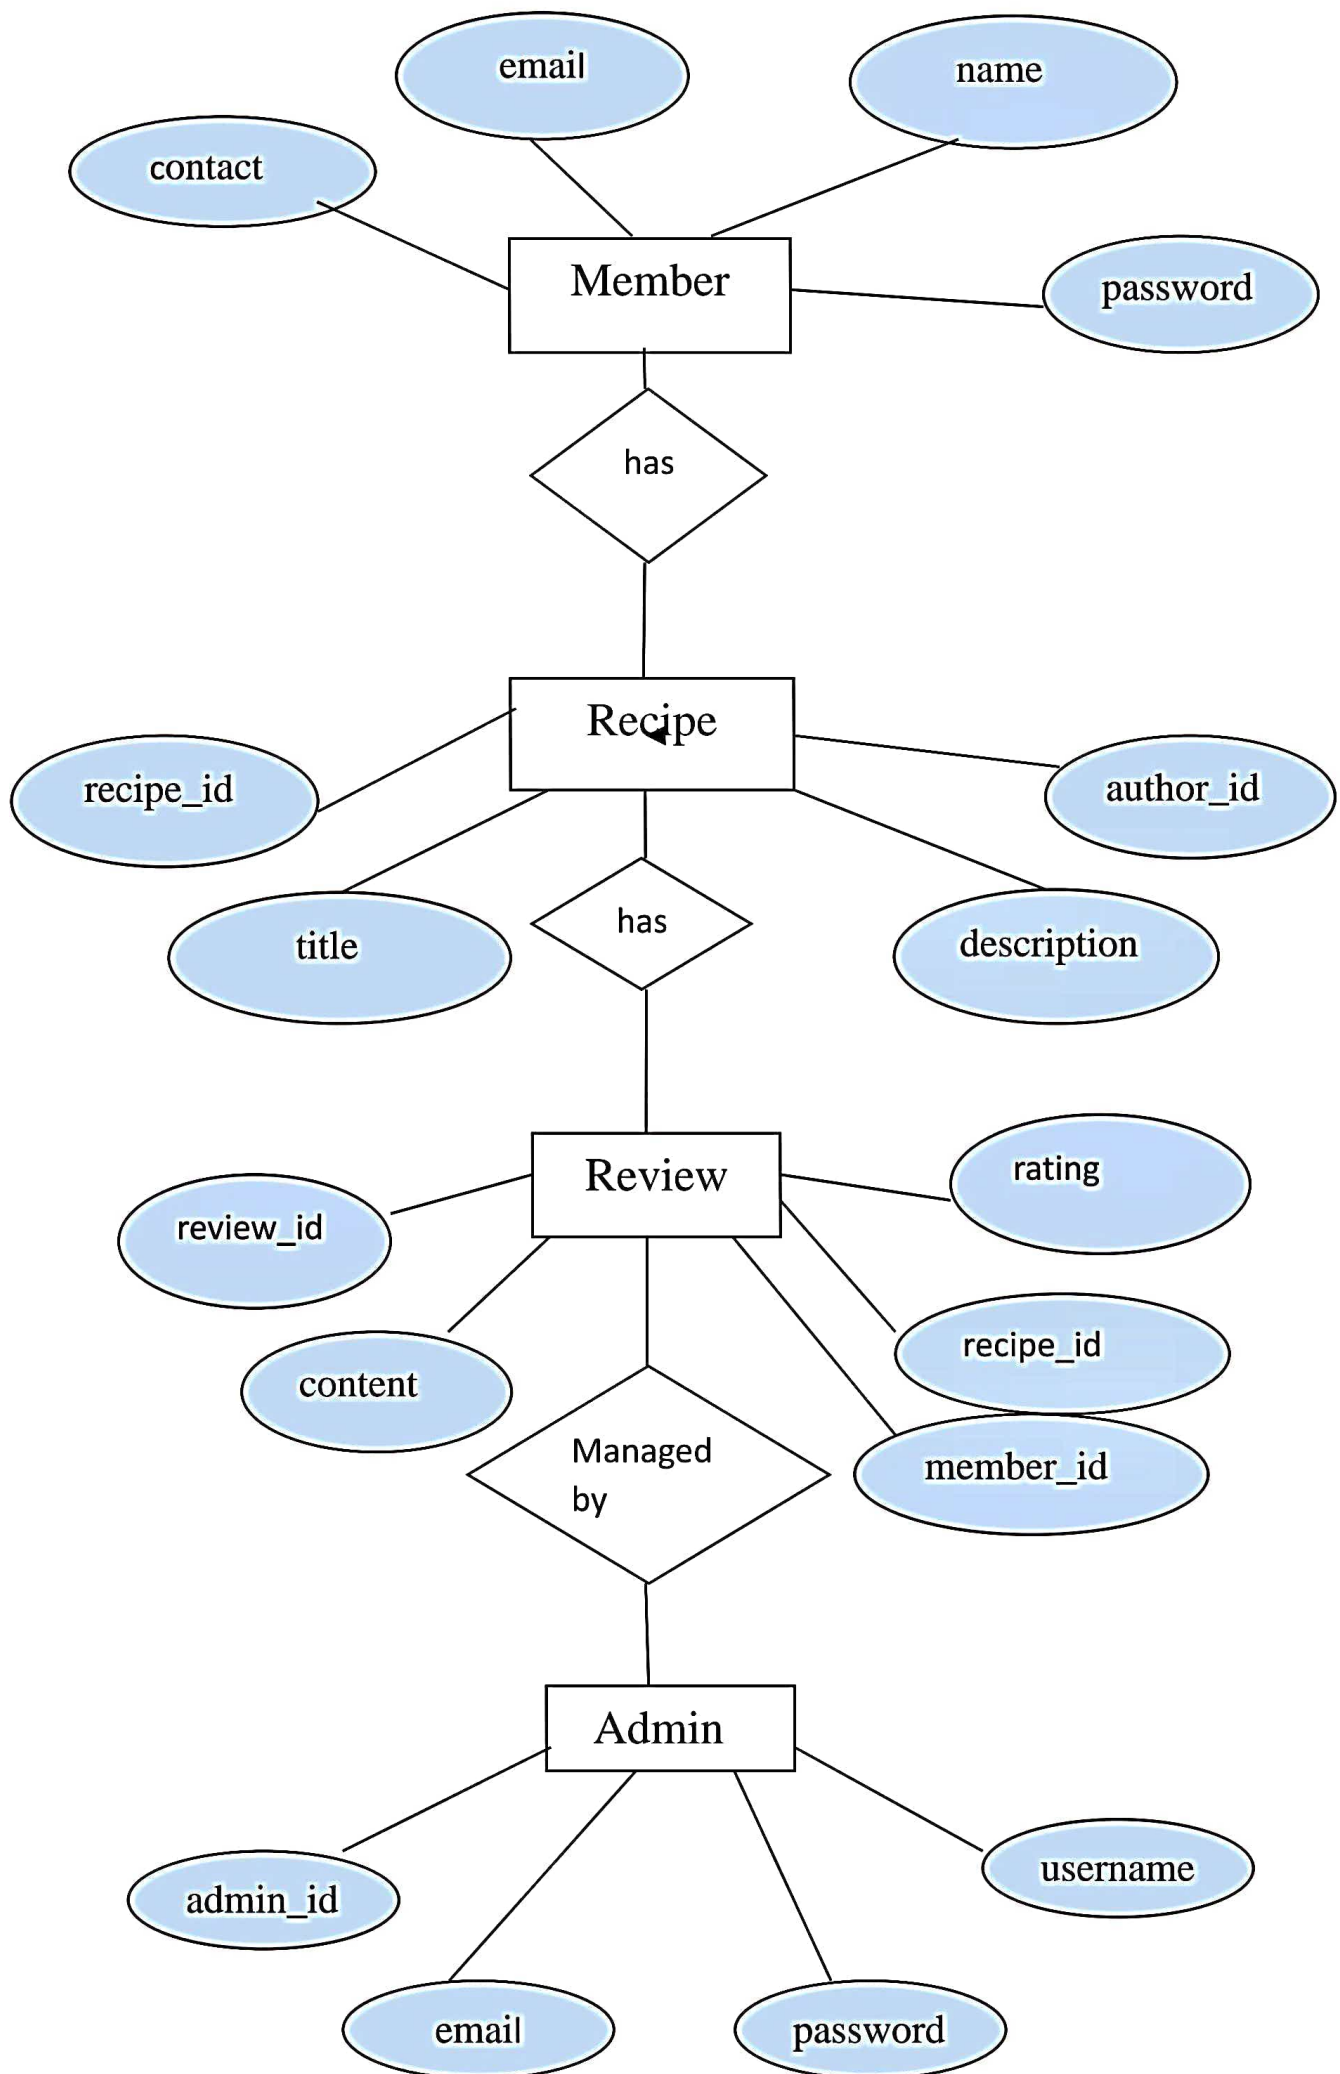 email
name
contact
Member
password
has
Recipe
recipe_id
author_id
has
title
description
Review
rating
review_id
recipe_id
content
Managed
by
member_id
Admin
username
admin_id
email
password